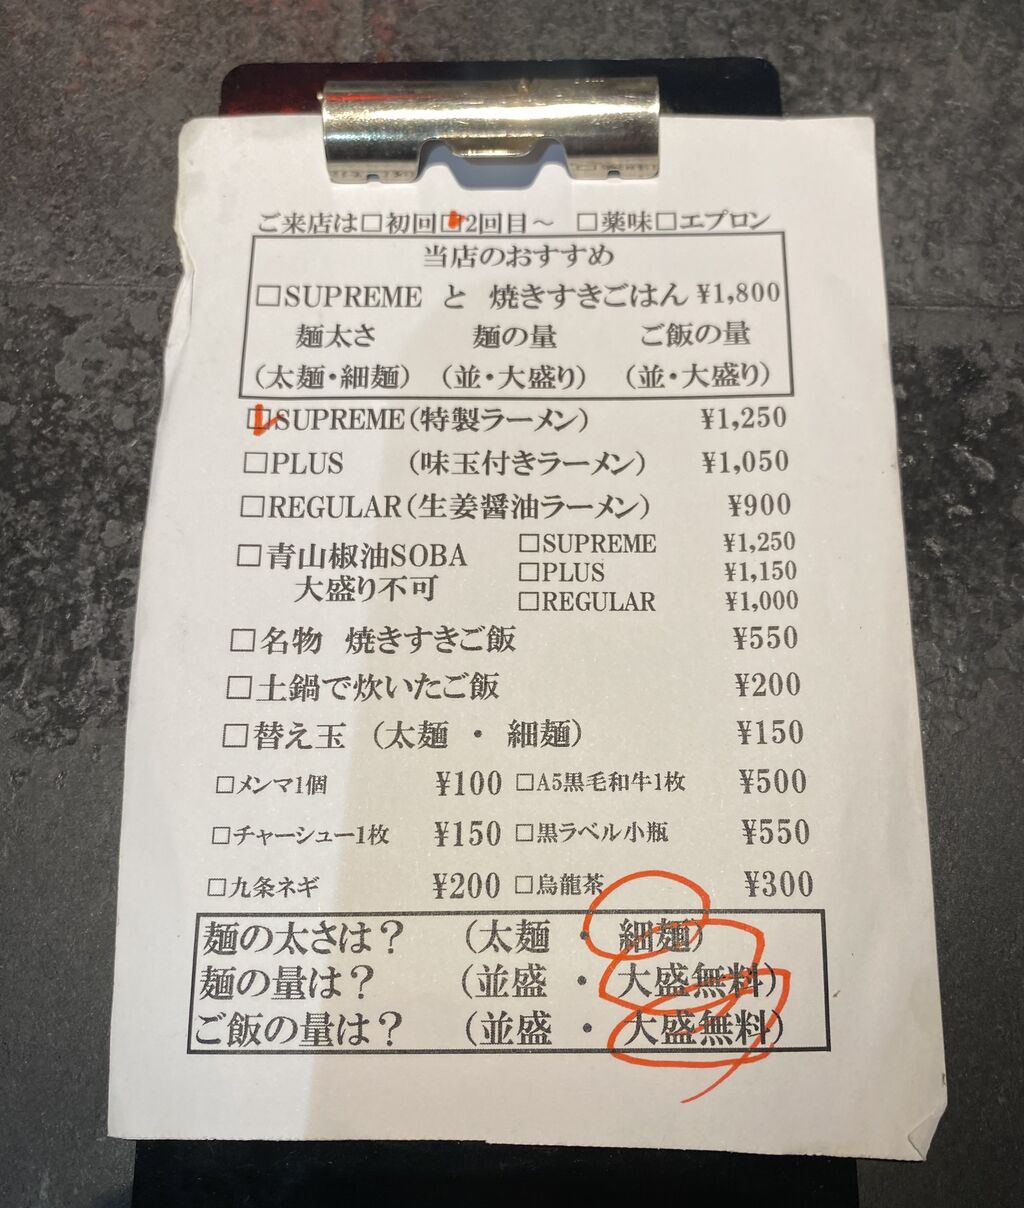 ご来店は□初回□2回目～ □薬味□エプロン
当店のおすすめ
□SUPREME と 焼きすきごはん ¥1,800
麺太さ 麺の量 ご飯の量
（太麺・細麺）（並・大盛り）（並・大盛り）
□SUPREME（特製ラーメン） ¥1,250
□PLUS （味玉付きラーメン） ¥1,050
□REGULAR（生姜醤油ラーメン） ¥900
□青山椒油SOBA
大盛り不可
□SUPREME ¥1,250
□PLUS ¥1,150
□REGULAR ¥1,000
□名物 焼きすきご飯 ¥550
□土鍋で炊いたご飯 ¥200
□替え玉（太麺 ・ 細麺） ¥150
□メンマ1個 ¥100 □A5黒毛和牛1枚 ¥500
□チャーシュー1枚 ¥150 □黒ラベル小瓶 ¥550
□九条ネギ ¥200 □烏龍茶 ¥300
麺の太さは？ （太麺 ・ 細麺）
麺の量は？ （並盛 ・ 大盛無料）
ご飯の量は？ （並盛 ・ 大盛無料）